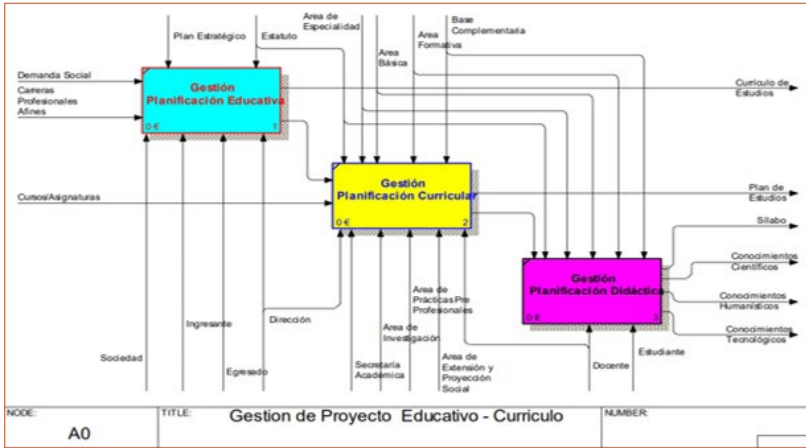 Plan Estratégico
Estatuto
Area de
Especialidad
Area
Básica
Area
Formativa
Base
Complementaria
Demanda Social
Carreras
Profesionales
Afines
Gestión
Planificación Educativa
0 €
1
Currículo de
Estudios
Cursos/Asignaturas
Gestión
Planificación Curricular
0 €
2
Plan de
Estudios
Sílabo
Conocimientos
Científicos
Conocimientos
Humanísticos
Conocimientos
Tecnológicos
Gestión
Planificación Didáctica
0 €
3
Sociedad
Ingresante
Egresado
Dirección
Secretaría
Académica
Area de
Investigación
Area de
Prácticas Pre
Profesionales
Area de
Extensión y
Proyección
Social
Docente
Estudiante
NODE:
A0
TITLE:
Gestion de Proyecto Educativo - Curriculo
NUMBER: